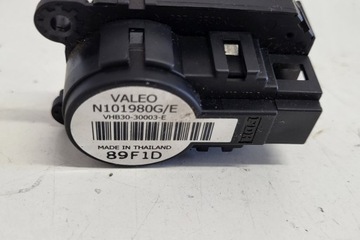 VALEO
N101980G/E
VHB30-30003-E
MADE IN THAILAND
89F1D